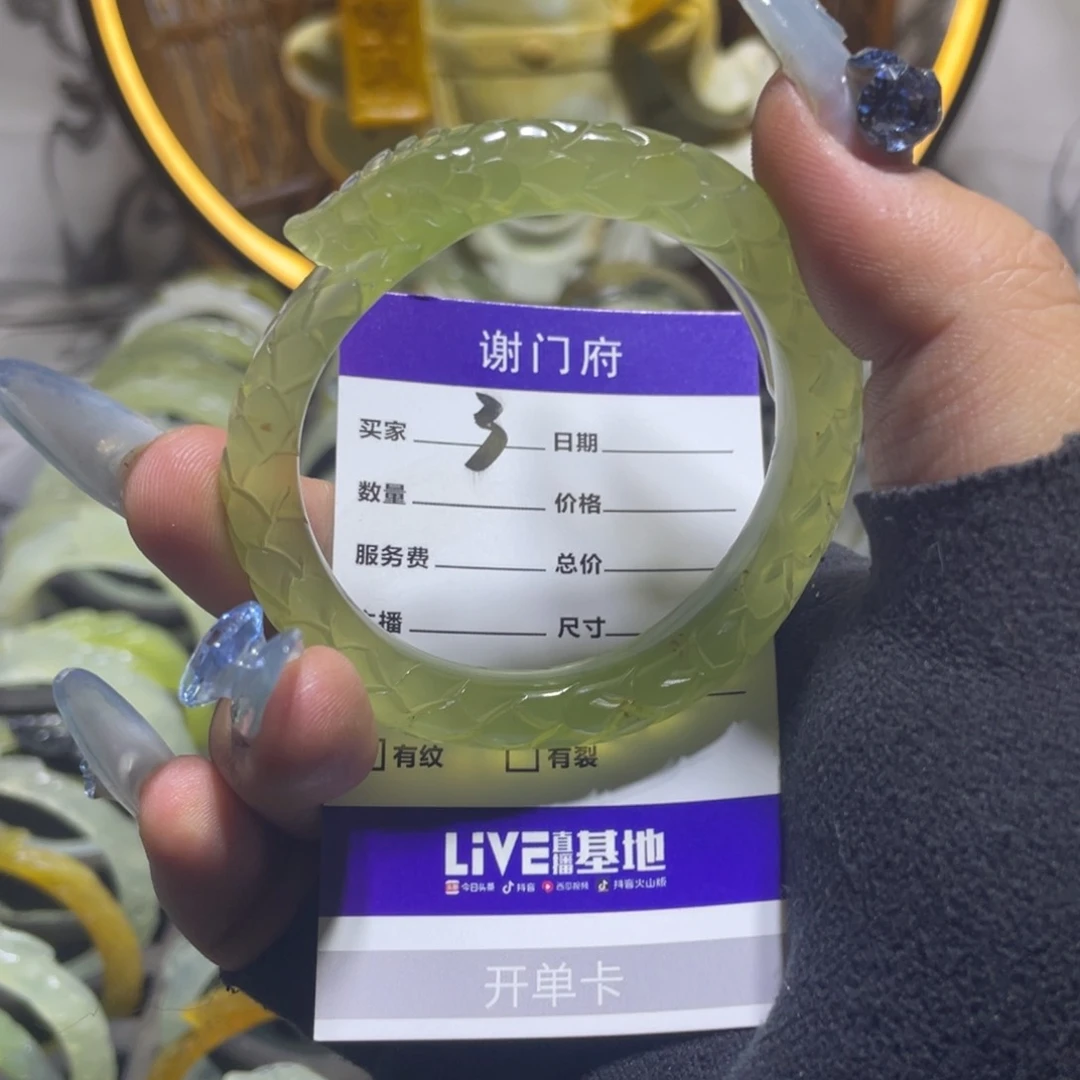 谢门府
买家 3 日期
数量 价格
服务费 总价
播 尺寸
有纹 有裂
LiVE直播基地
今日头条 抖音 西瓜视频 抖音火山版
开单卡